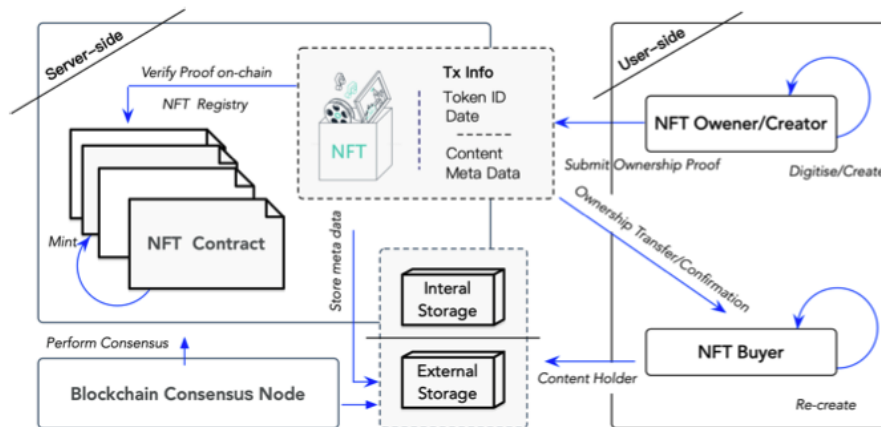 Server-side
User-side
Verify Proof on-chain
NFT Registry
NFT
Tx Info
Token ID
Date
Content
Meta Data
NFT Owener/Creator
Submit Ownership Proof
Digitise/Create
Mint
NFT Contract
Store meta data
Ownership Transfer/Confirmation
Interal
Storage
Perform Consensus
NFT Buyer
External
Storage
Content Holder
Blockchain Consensus Node
Re-create